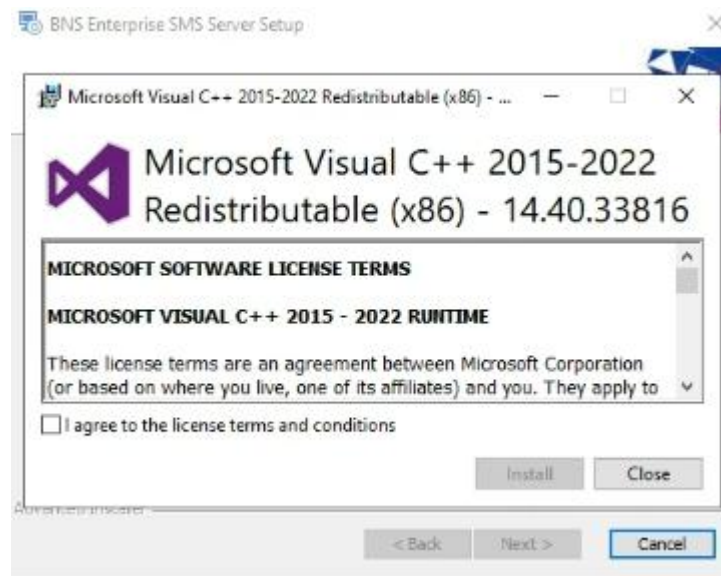 BNS Enterprise SMS Server Setup
Microsoft Visual C++ 2015-2022 Redistributable (x86) - ...
Microsoft Visual C++ 2015-2022
Redistributable (x86) - 14.40.33816
MICROSOFT SOFTWARE LICENSE TERMS
MICROSOFT VISUAL C++ 2015 - 2022 RUNTIME
These license terms are an agreement between Microsoft Corporation
(or based on where you live, one of its affiliates) and you. They apply to
I agree to the license terms and conditions
Install Close
Advanced Installer
< Back Next > Cancel